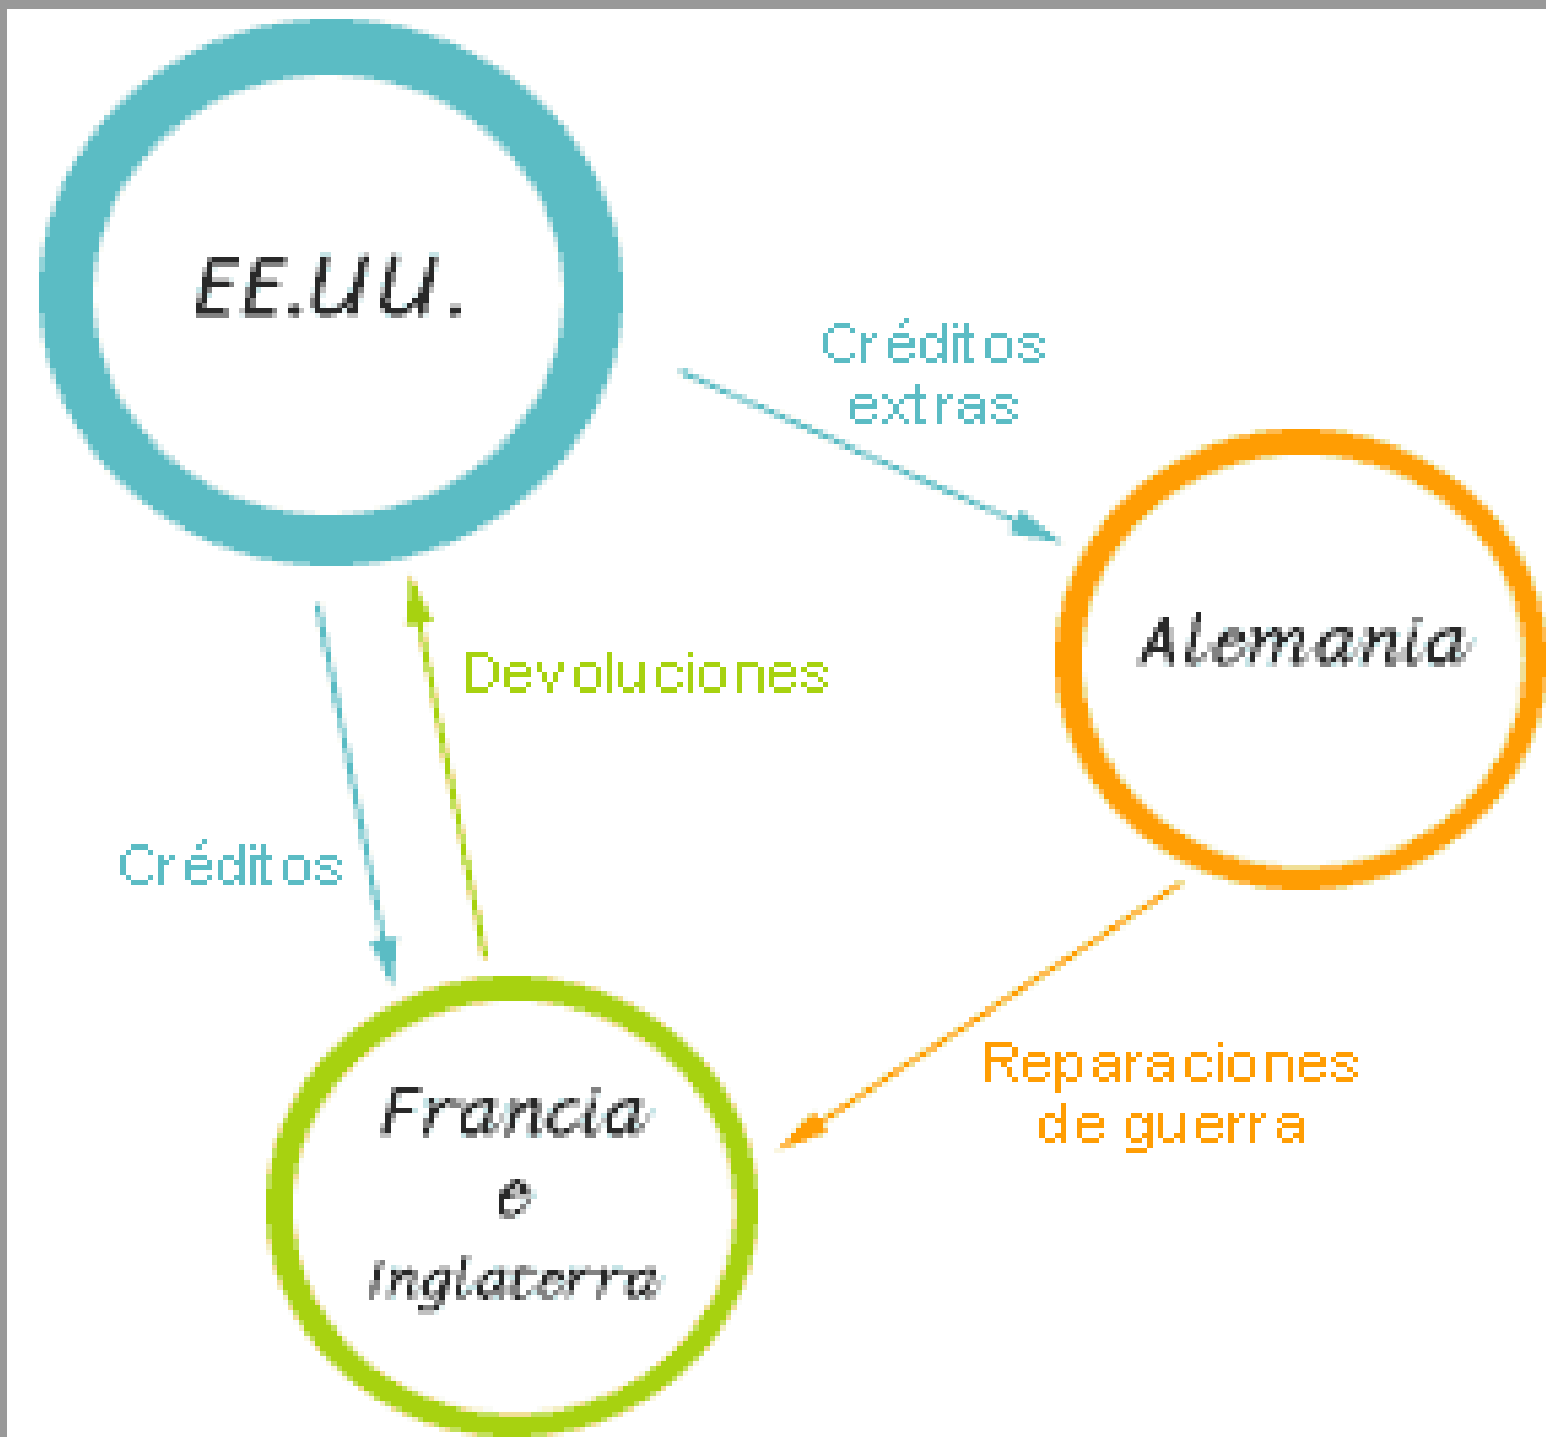 EE.UU.
Créditos
extras
Alemania
Devoluciones
Créditos
Reparaciones
de guerra
Francia
e
Inglaterra